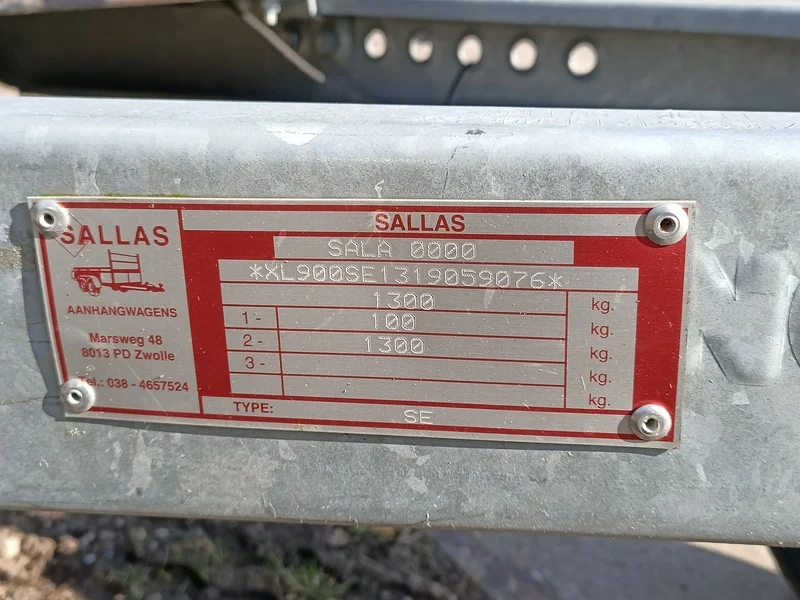 SALLAS
AANHANGWAGENS
Marsweg 48
8013 PD Zwolle
Tel.: 038 - 4657524
SALLAS
SALA 0000
*XL900SE1319059076*
1300 kg.
1 - 100 kg.
2 - 1300 kg.
3 - kg.
kg.
TYPE: SE